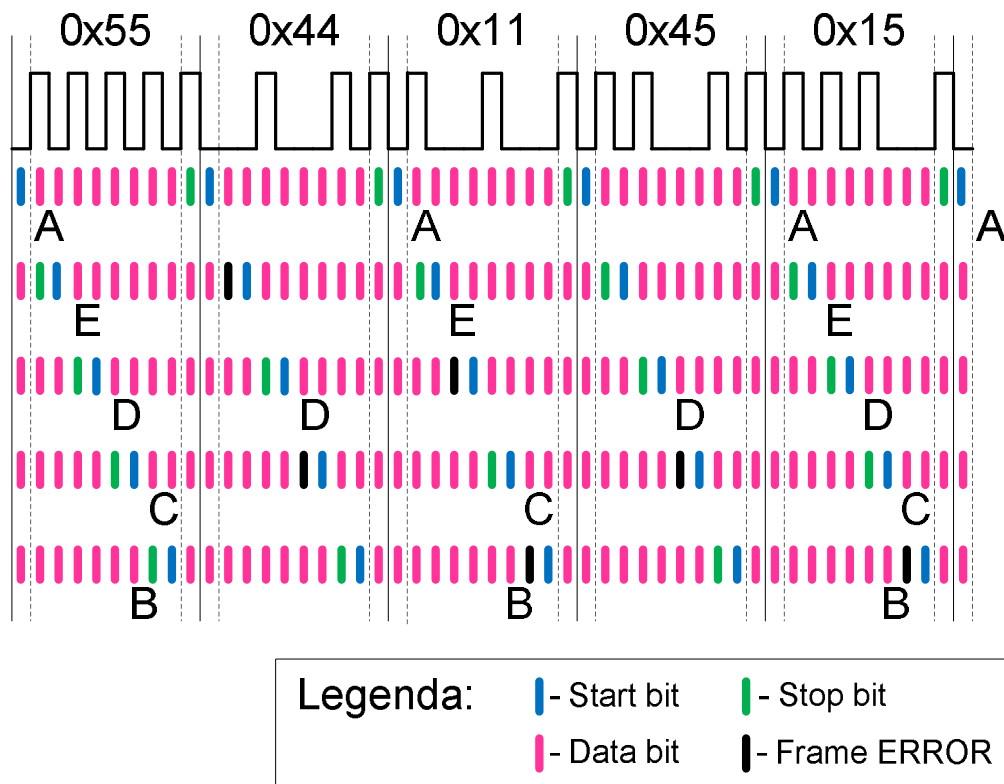 0x55 0x44 0x11 0x45 0x15
A A A A
E E E
D D D D
C C C
B B B
Legenda: - Start bit - Stop bit
- Data bit - Frame ERROR